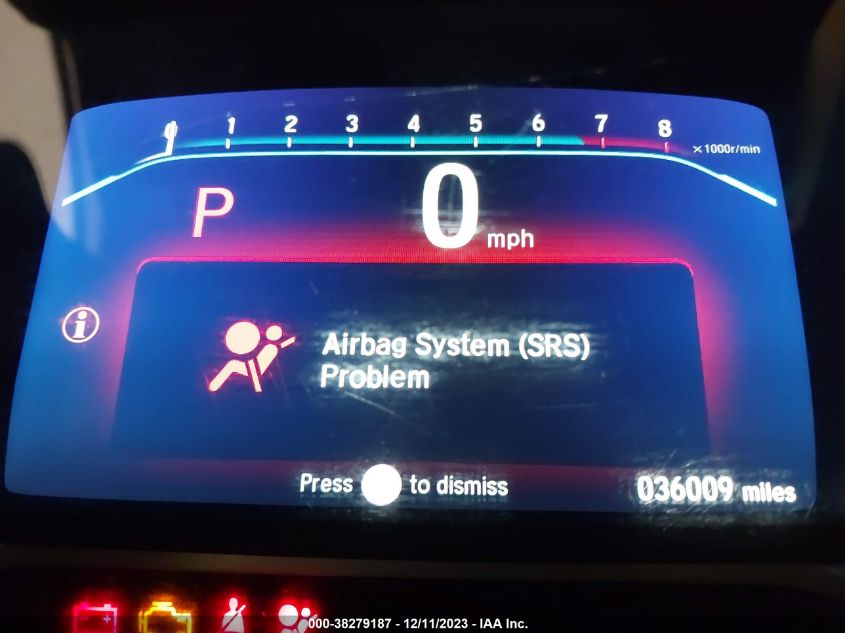 0 1 2 3 4 5 6 7 8
×1000r/min
P 0 mph
Airbag System (SRS)
Problem
Press to dismiss
036009 miles
000-38279187 - 12/11/2023 - IAA Inc.